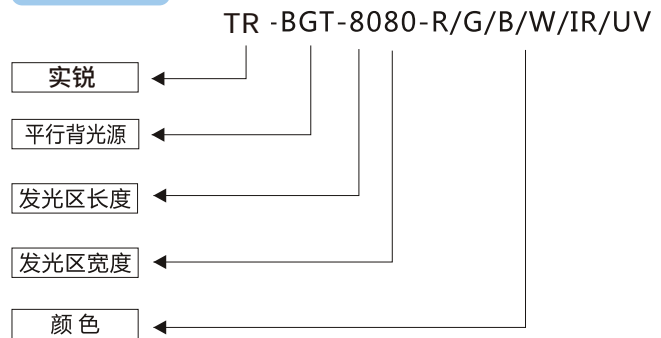 TR -BGT-8080-R/G/B/W/IR/UV
实锐
平行背光源
发光区长度
发光区宽度
颜 色